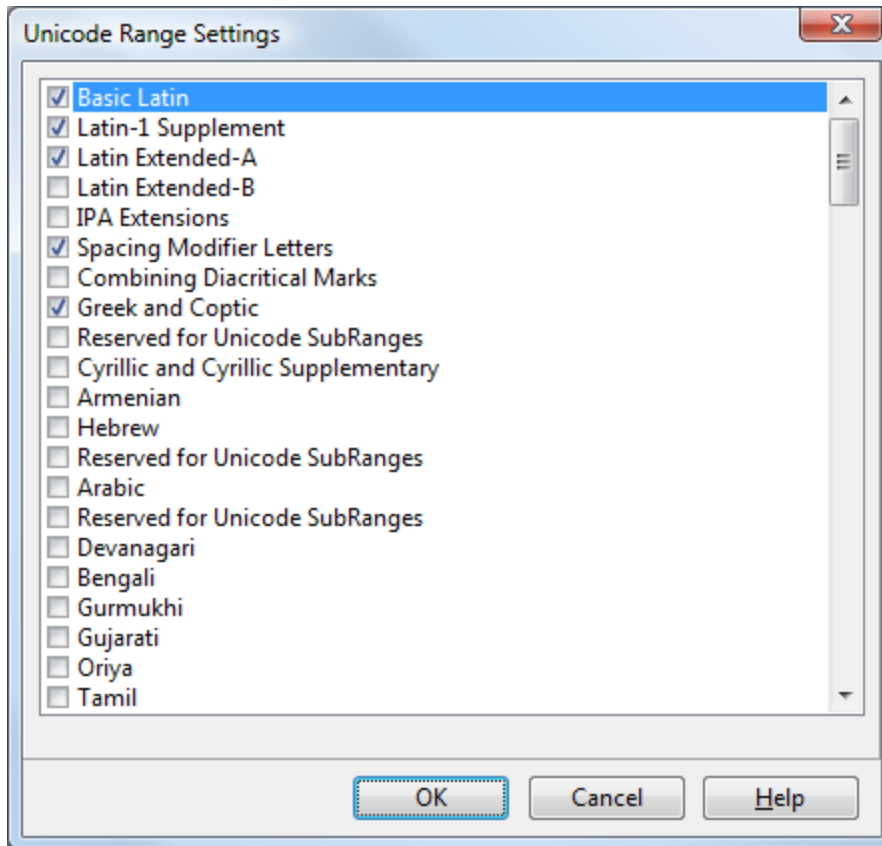 Unicode Range Settings
Basic Latin
Latin-1 Supplement
Latin Extended-A
Latin Extended-B
IPA Extensions
Spacing Modifier Letters
Combining Diacritical Marks
Greek and Coptic
Reserved for Unicode SubRanges
Cyrillic and Cyrillic Supplementary
Armenian
Hebrew
Reserved for Unicode SubRanges
Arabic
Reserved for Unicode SubRanges
Devanagari
Bengali
Gurmukhi
Gujarati
Oriya
Tamil
OK Cancel Help